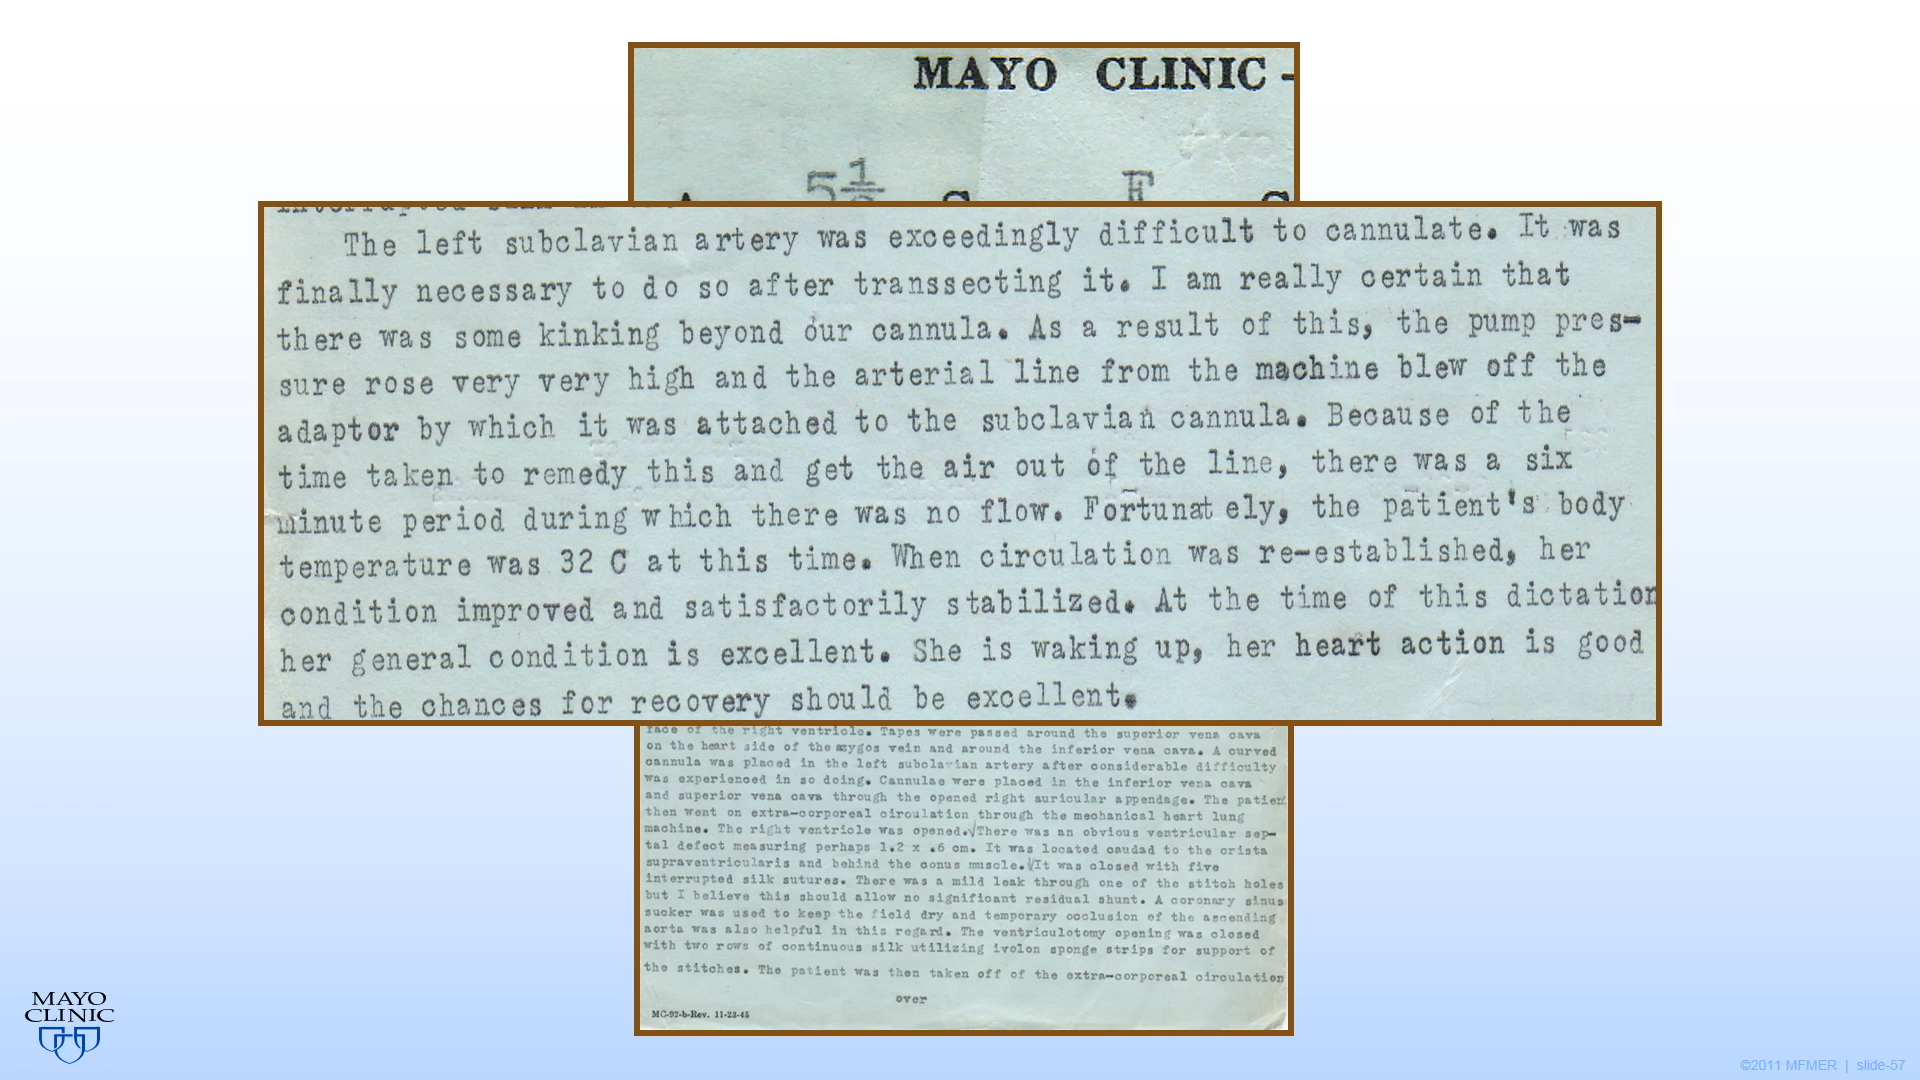 MAYO CLINIC -
5 1/2 F
The left subclavian artery was exceedingly difficult to cannulate. It was
finally necessary to do so after transsecting it. I am really certain that
there was some kinking beyond our cannula. As a result of this, the pump pres-
sure rose very very high and the arterial line from the machine blew off the
adaptor by which it was attached to the subclavian cannula. Because of the
time taken to remedy this and get the air out of the line, there was a six
minute period during which there was no flow. Fortunat ely, the patient's body
temperature was 32 C at this time. When circulation was re-established, her
condition improved and satisfactorily stabilized. At the time of this dictation
her general condition is excellent. She is waking up, her heart action is good
and the chances for recovery should be excellent.
face of the right ventricle. Tapes were passed around the superior vena cava
on the heart side of the azygos vein and around the inferior vena cava. A curved
cannula was placed in the left subclavian artery after considerable difficulty
was experienced in so doing. Cannulae were placed in the inferior vena cava
and superior vena cava through the opened right auricular appendage. The patient
then went on extra-corporeal circulation through the mechanical heart lung
machine. The right ventricle was opened.√There was an obvious ventricular sep-
tal defect measuring perhaps 1.2 x .6 cm. It was located caudad to the crista
supraventricularis and behind the conus muscle.√It was closed with five
interrupted silk sutures. There was a mild leak through one of the stitch holes
but I believe this should allow no significant residual shunt. A coronary sinus
sucker was used to keep the field dry and temporary occlusion of the ascending
aorta was also helpful in this regard. The ventriculotomy opening was closed
with two rows of continuous silk utilizing ivolon sponge strips for support of
the stitches. The patient was then taken off of the extra-corporeal circulation
over
MC-92-b-Rev. 11-23-45
MAYO
CLINIC
©2011 MFMER | slide-57